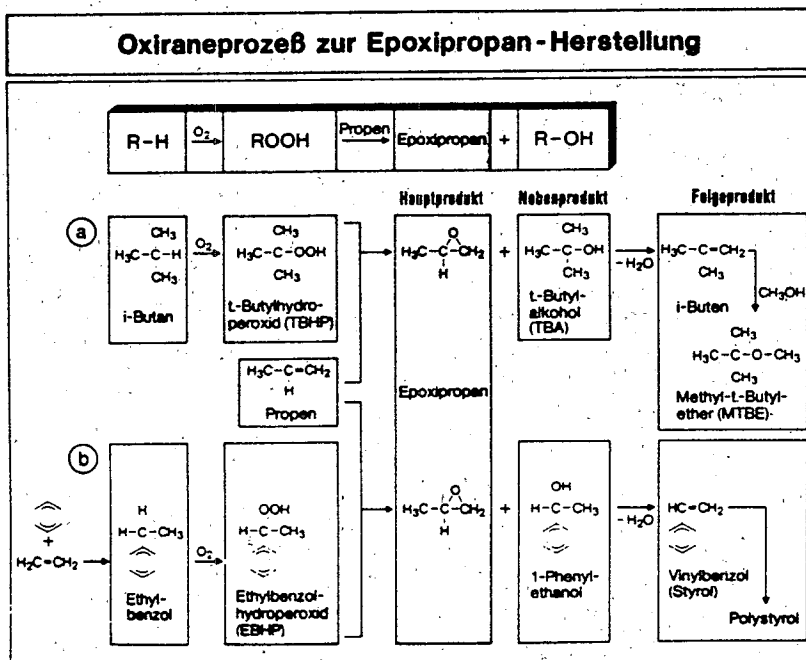 Oxiraneprozeß zur Epoxipropan-Herstellung
R-H
O₂
ROOH
Propen
Epoxipropan
+
R-OH
Hauptprodukt
Nebenprodukt
Folgeprodukt
a
CH₃
H₃C-C-H
CH₃
i-Butan
O₂
CH₃
H₃C-C-OOH
CH₃
t.-Butylhydro-
peroxid (TBHP)
O
H₃C-C-CH₂
H
+
CH₃
H₃C-C-OH
CH₃
t.-Butyl-
alkohol
(TBA)
-H₂O
H₃C-C=CH₂
CH₃
i-Buten
CH₃OH
CH₃
H₃C-C-O-CH₃
CH₃
Methyl-t.-Butyl-
ether (MTBE)
H₃C-C=CH₂
H
Propen
Epoxipropan
b
+
H₂C=CH₂
H
H-C-CH₃
Ethyl-
benzol
O₂
OOH
H-C-CH₃
Ethylbenzol-
hydroperoxid
(EBHP)
O
H₃C-C-CH₂
H
+
OH
H-C-CH₃
1-Phenyl-
ethanol
-H₂O
HC=CH₂
Vinylbenzol
(Styrol)
Polystyrol